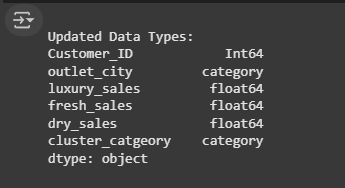 Updated Data Types:
Customer_ID Int64
outlet_city category
luxury_sales float64
fresh_sales float64
dry_sales float64
cluster_catgeory category
dtype: object